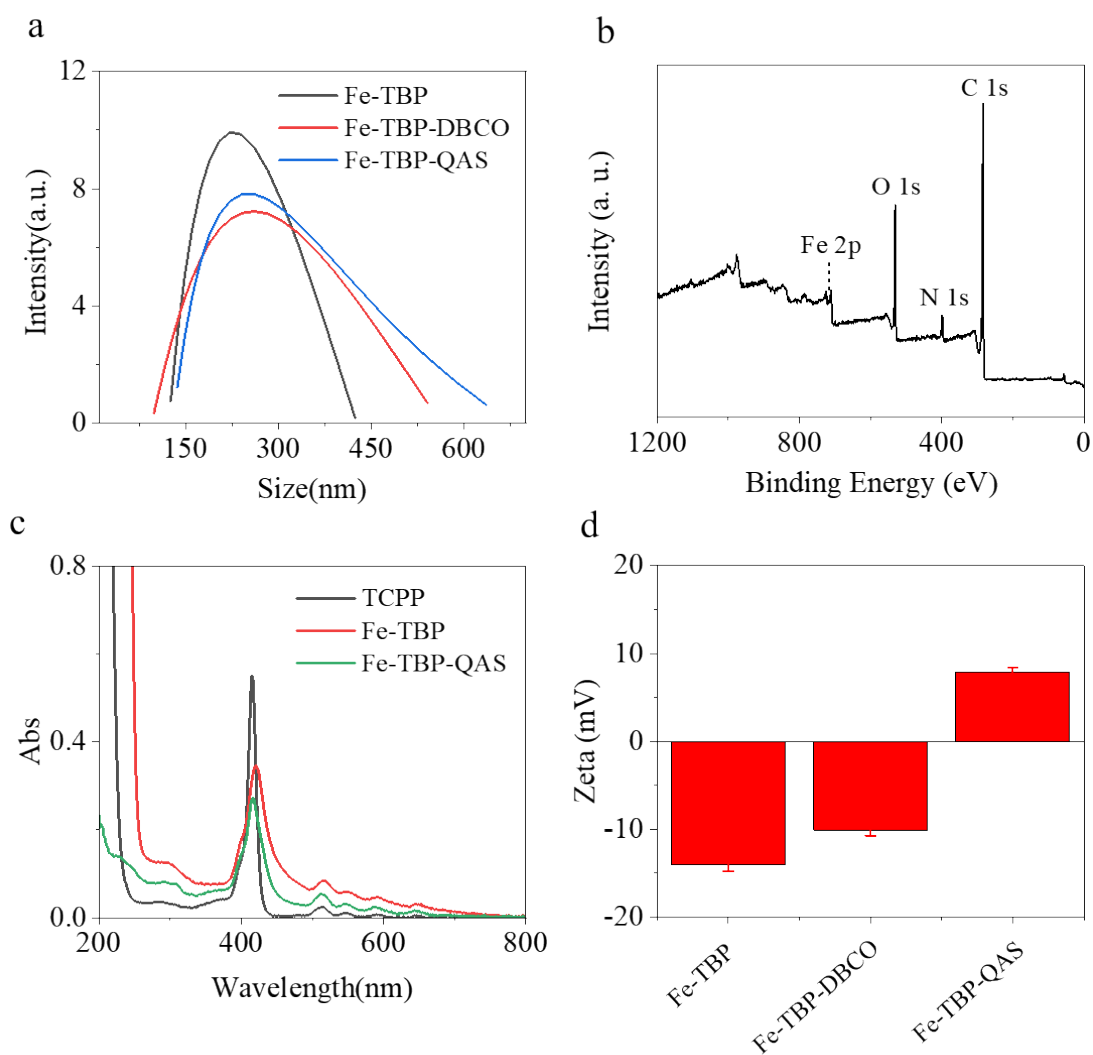 a
12
8
4
0
Intensity(a.u.)
Fe-TBP
Fe-TBP-DBCO
Fe-TBP-QAS
150 300 450 600
Size(nm)
b
Intensity (a. u.)
C 1s
O 1s
Fe 2p
N 1s
1200 800 400 0
Binding Energy (eV)
c
0.8
0.4
0.0
Abs
TCPP
Fe-TBP
Fe-TBP-QAS
200 400 600 800
Wavelength(nm)
d
20
10
0
-10
-20
Zeta (mV)
Fe-TBP
Fe-TBP-DBCO
Fe-TBP-QAS